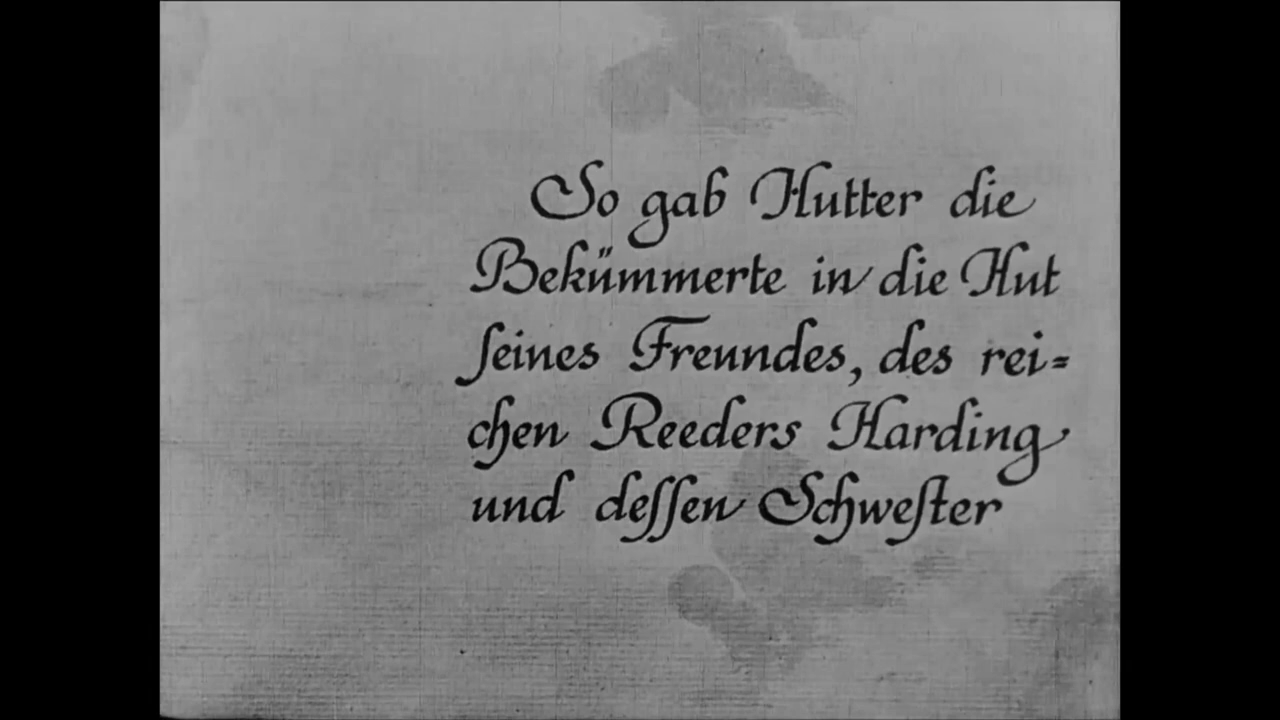 So gab Hutter die
Bekümmerte in die Hut
ſeines Freundes, des rei=
chen Reeders Harding
und deſſen Schweſter